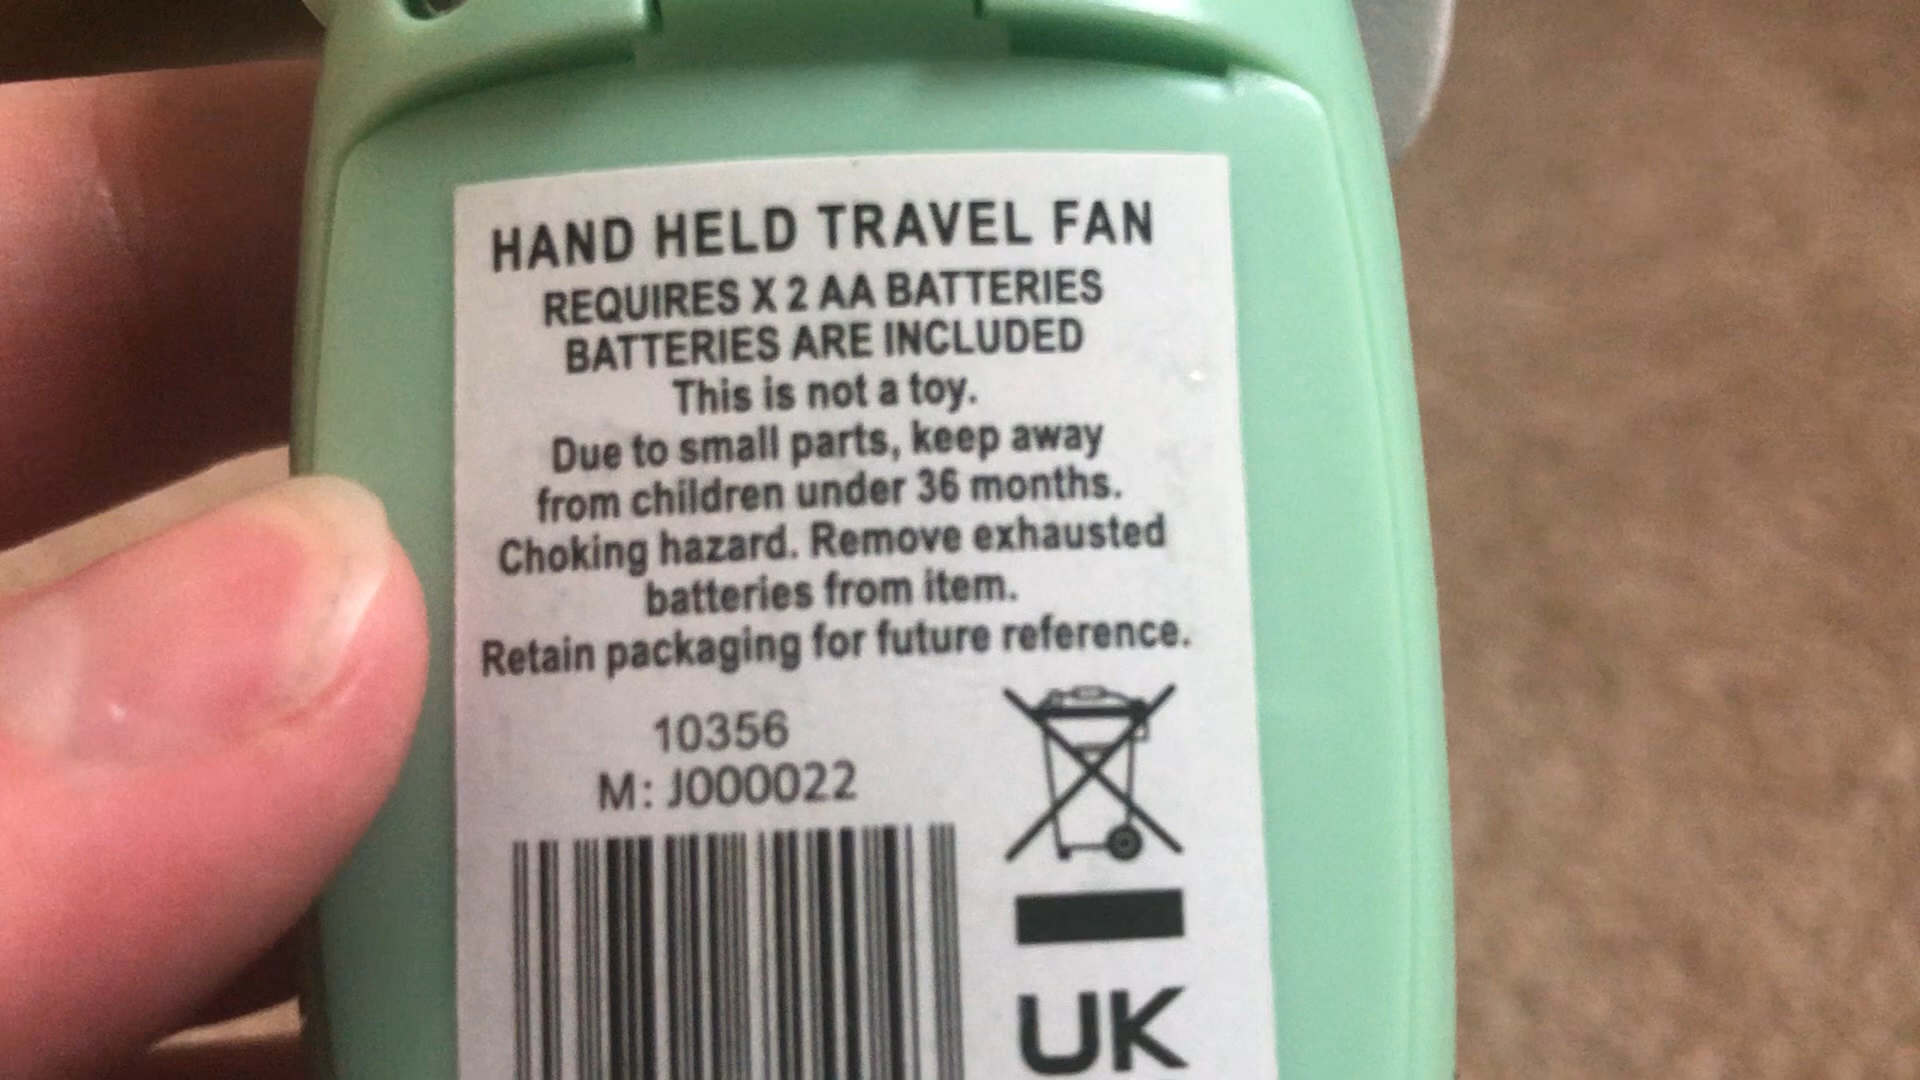 HAND HELD TRAVEL FAN
REQUIRES X 2 AA BATTERIES
BATTERIES ARE INCLUDED
This is not a toy.
Due to small parts, keep away
from children under 36 months.
Choking hazard. Remove exhausted
batteries from item.
Retain packaging for future reference.
10356
M: J000022
UK